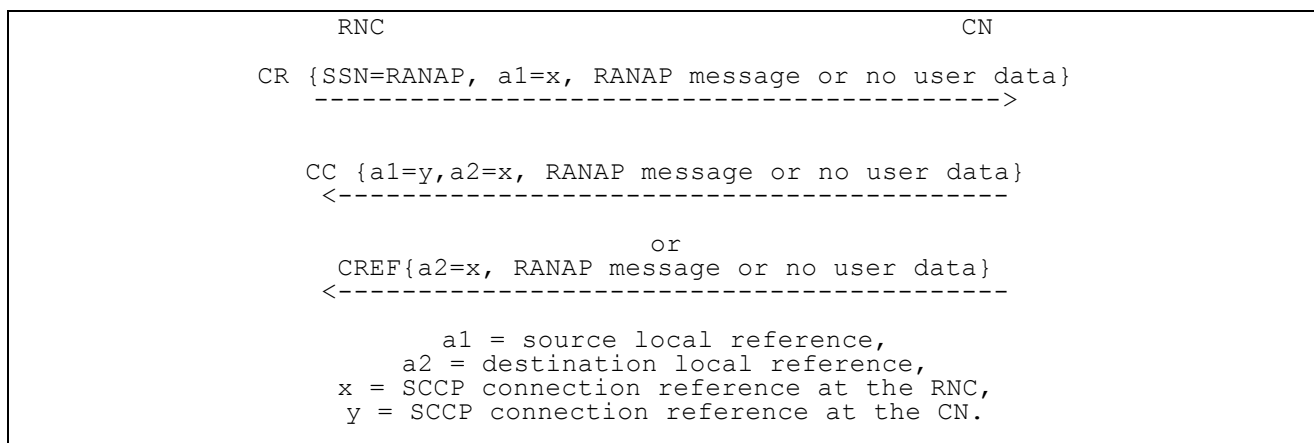 RNC CN
CR {SSN=RANAP, a1=x, RANAP message or no user data}
------------------------------------------->
CC {a1=y,a2=x, RANAP message or no user data}
<------------------------------------------
or
CREF{a2=x, RANAP message or no user data}
<------------------------------------------
a1 = source local reference,
a2 = destination local reference,
x = SCCP connection reference at the RNC,
y = SCCP connection reference at the CN.